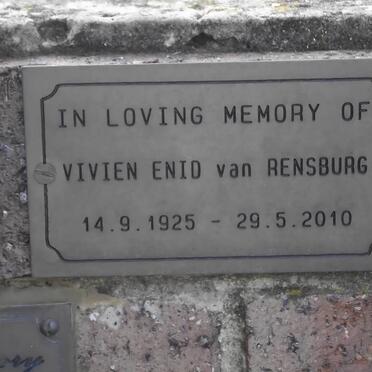 IN LOVING MEMORY OF
VIVIEN ENID van RENSBURG
14.9.1925 - 29.5.2010